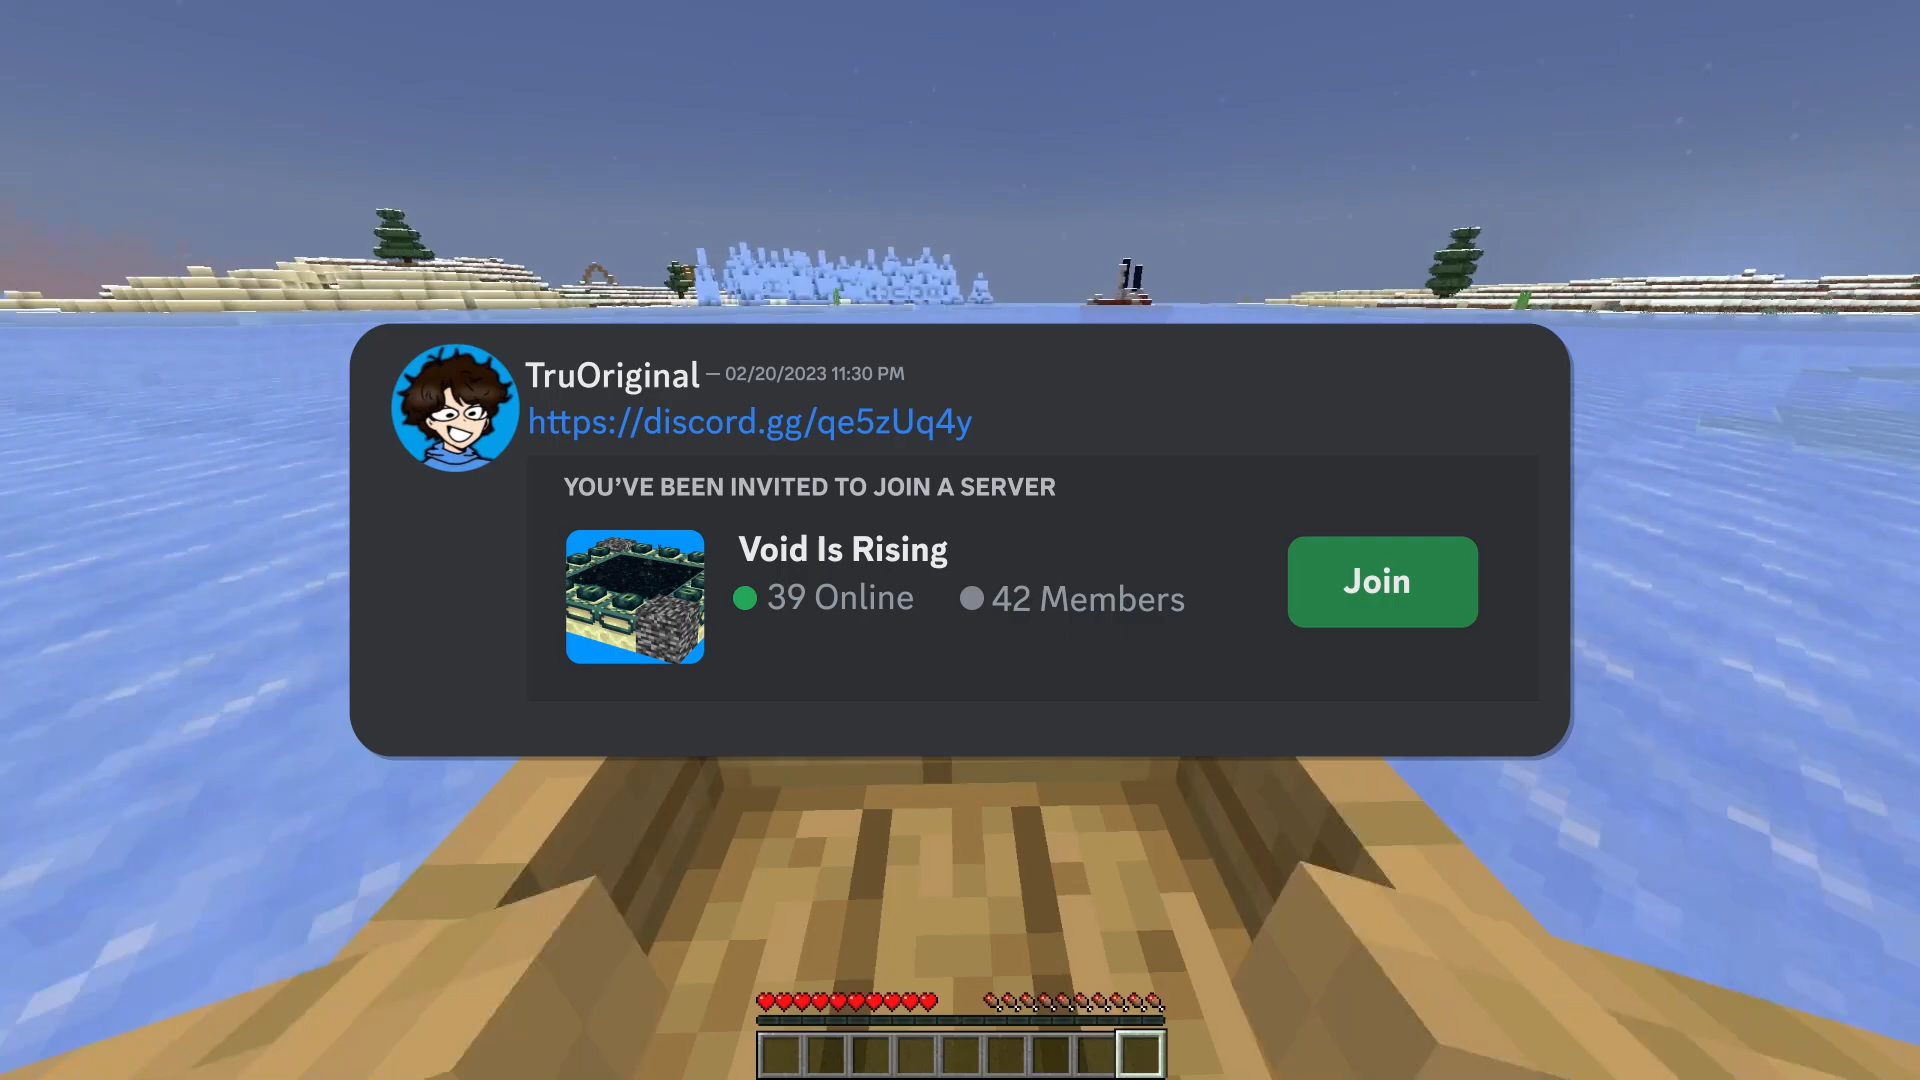 TruOriginal — 02/20/2023 11:30 PM
https://discord.gg/qe5zUq4y
YOU’VE BEEN INVITED TO JOIN A SERVER
Void Is Rising
39 Online 42 Members
Join